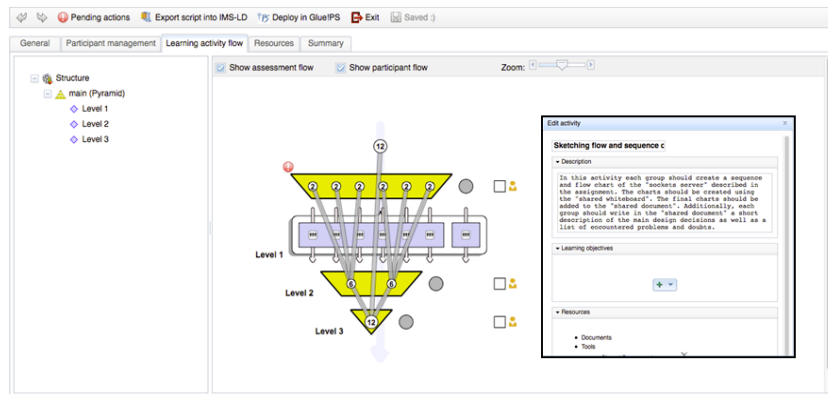 Pending actions Export script into IMS-LD Deploy in Glue!PS Exit Saved :)
General Participant management Learning activity flow Resources Summary
Show assessment flow Show participant flow Zoom:
Structure
main (Pyramid)
Level 1
Level 2
Level 3
12
2 2 2 2 2 2
Level 1
6 6
Level 2
12
Level 3
Edit activity
Sketching flow and sequence c
Description
In this activity each group should create a sequence
and flow chart of the "sockets server" described in
the assignment. The charts should be created using
the "shared whiteboard". The final charts should be
added to the "shared document". Additionally, each
group should write in the "shared document" a short
description of the main design decisions as well as a
list of encountered problems and doubts.
Learning objectives
Resources
Documents
Tools